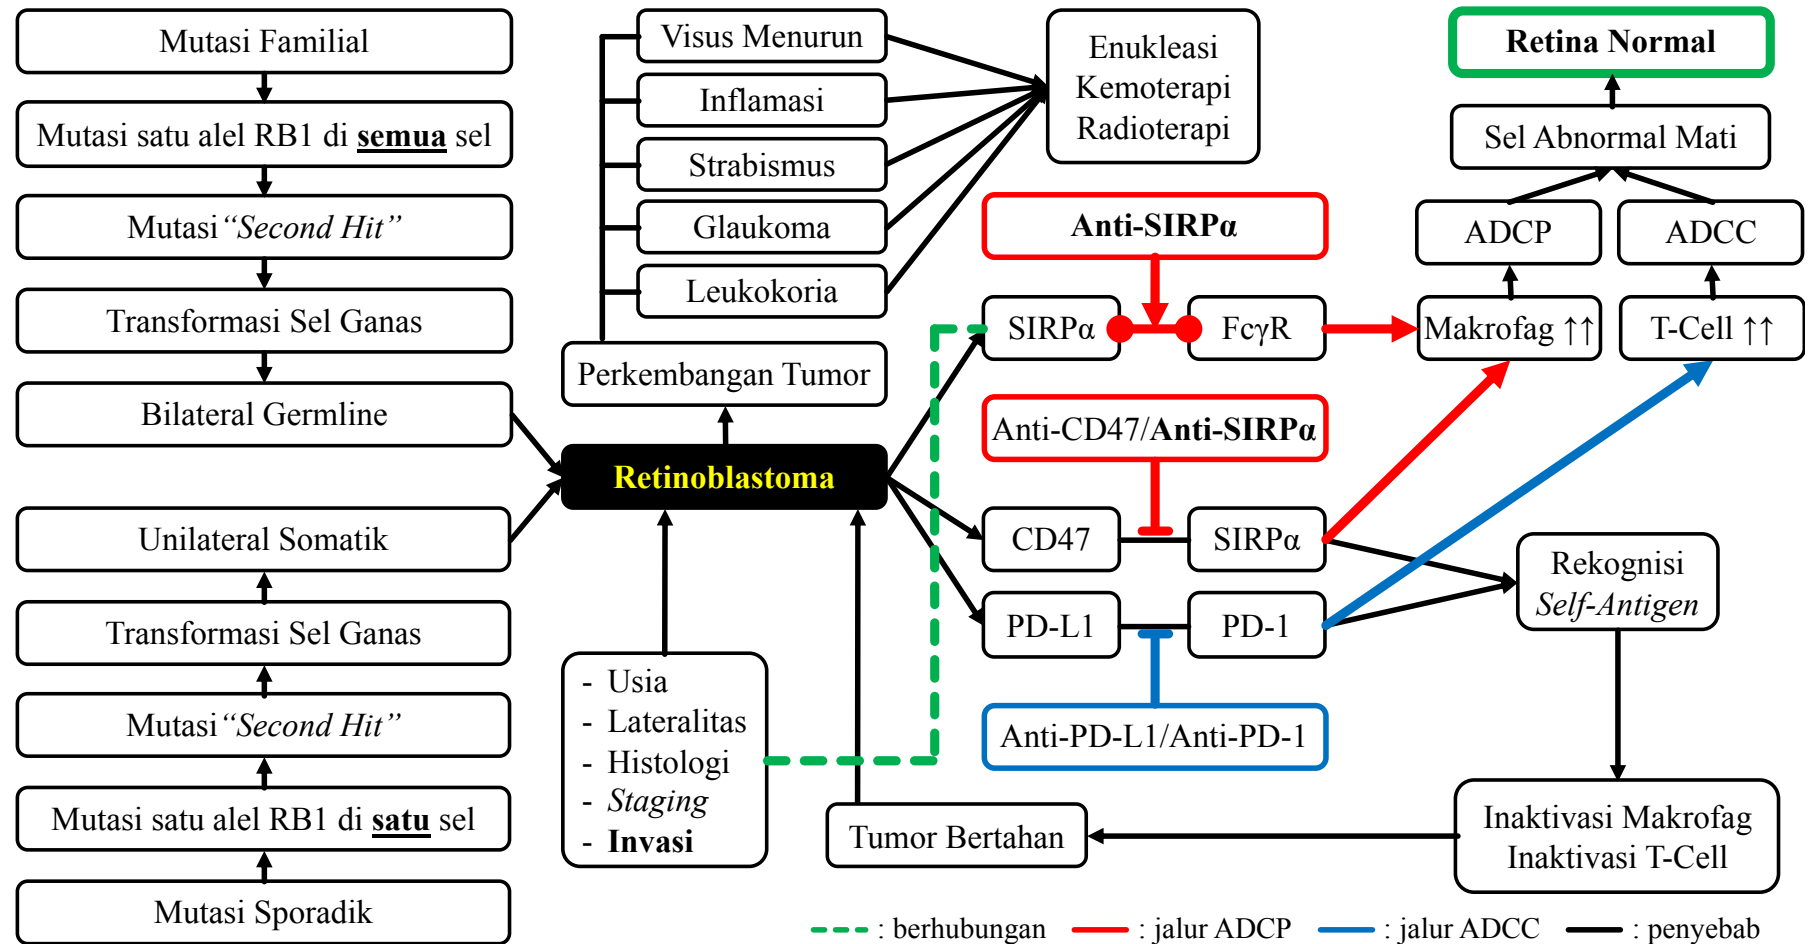 Mutasi Familial
Mutasi satu alel RB1 di semua sel
Mutasi “Second Hit”
Transformasi Sel Ganas
Bilateral Germline
Unilateral Somatik
Transformasi Sel Ganas
Mutasi “Second Hit”
Mutasi satu alel RB1 di satu sel
Mutasi Sporadik
Visus Menurun
Inflamasi
Strabismus
Glaukoma
Leukokoria
Perkembangan Tumor
Retinoblastoma
- Usia
- Lateralitas
- Histologi
- Staging
- Invasi
Enukleasi
Kemoterapi
Radioterapi
Anti-SIRPα
SIRPα
FcγR
Anti-CD47/Anti-SIRPα
CD47
SIRPα
PD-L1
PD-1
Anti-PD-L1/Anti-PD-1
Tumor Bertahan
Retina Normal
Sel Abnormal Mati
ADCP
ADCC
Makrofag ↑↑
T-Cell ↑↑
Rekognisi
Self-Antigen
Inaktivasi Makrofag
Inaktivasi T-Cell
: berhubungan
: jalur ADCP
: jalur ADCC
: penyebab